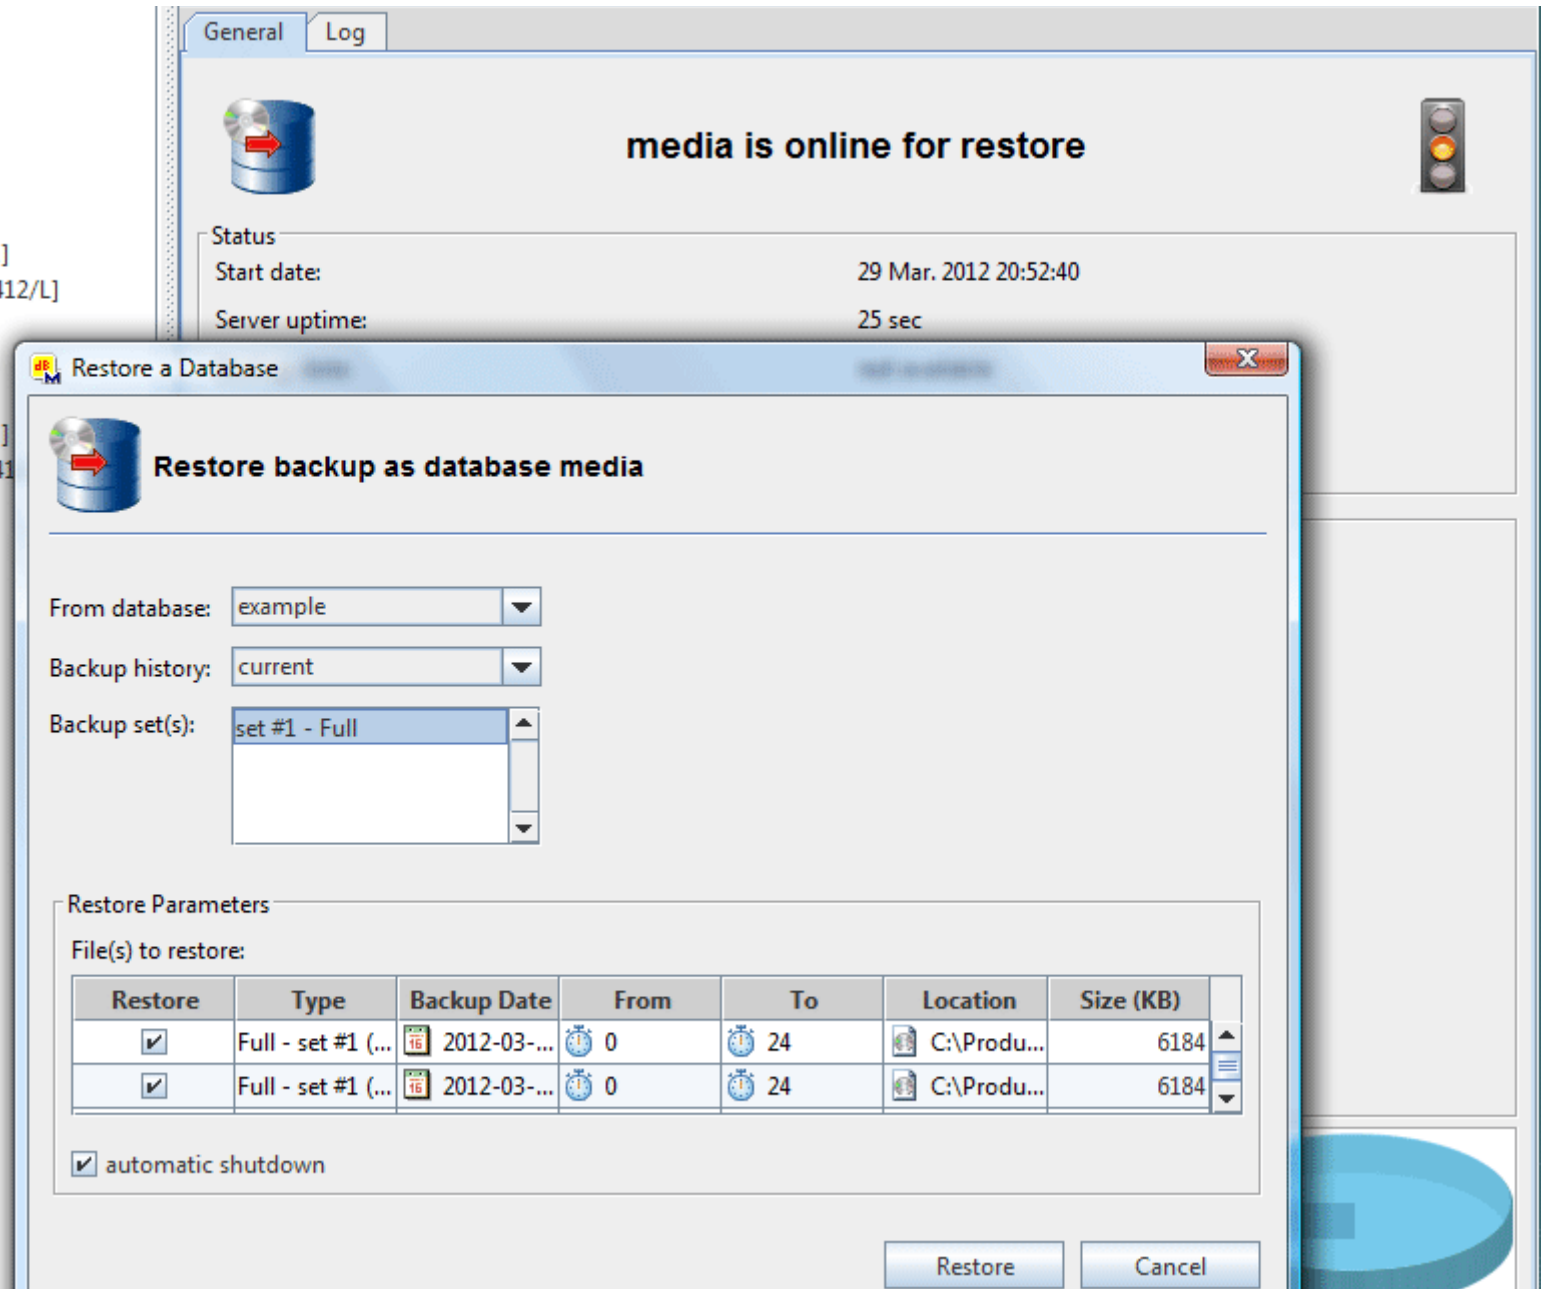 General Log
media is online for restore
]
412/L]
Status
Start date: 29 Mar. 2012 20:52:40
Server uptime: 25 sec
Restore a Database
]
41
Restore backup as database media
From database: example
Backup history: current
Backup set(s): set #1 - Full
Restore Parameters
File(s) to restore:
Restore Type Backup Date From To Location Size (KB)
Full - set #1 (... 2012-03-... 0 24 C:\Produ... 6184
Full - set #1 (... 2012-03-... 0 24 C:\Produ... 6184
automatic shutdown
Restore Cancel